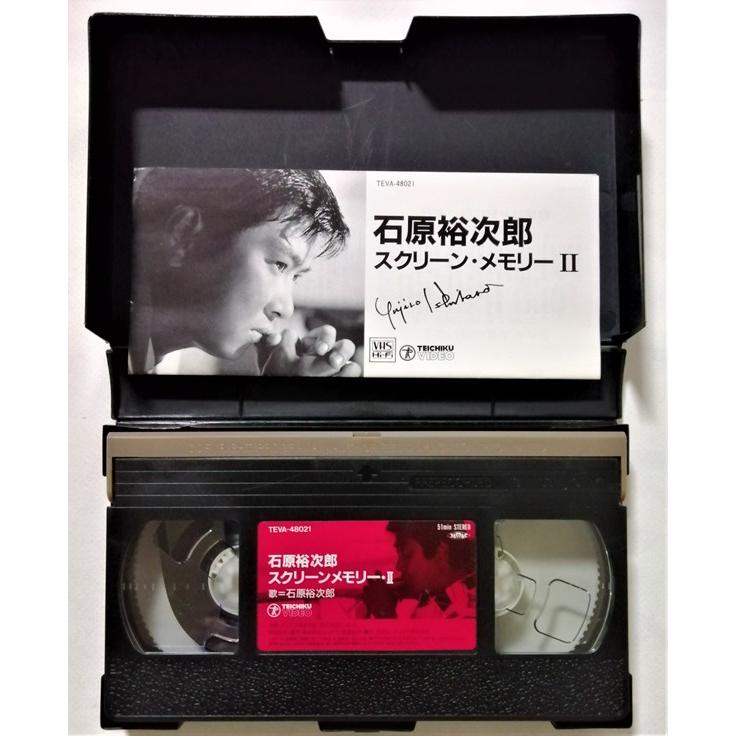 TEVA-48021
石原裕次郎
スクリーン・メモリー II
Yujiro Ishihara
VHS
Hi-Fi
TEICHIKU
VIDEO
TEVA-48021
51min STEREO
石原裕次郎
スクリーンメモリー・II
歌=石原裕次郎
TEICHIKU
VIDEO